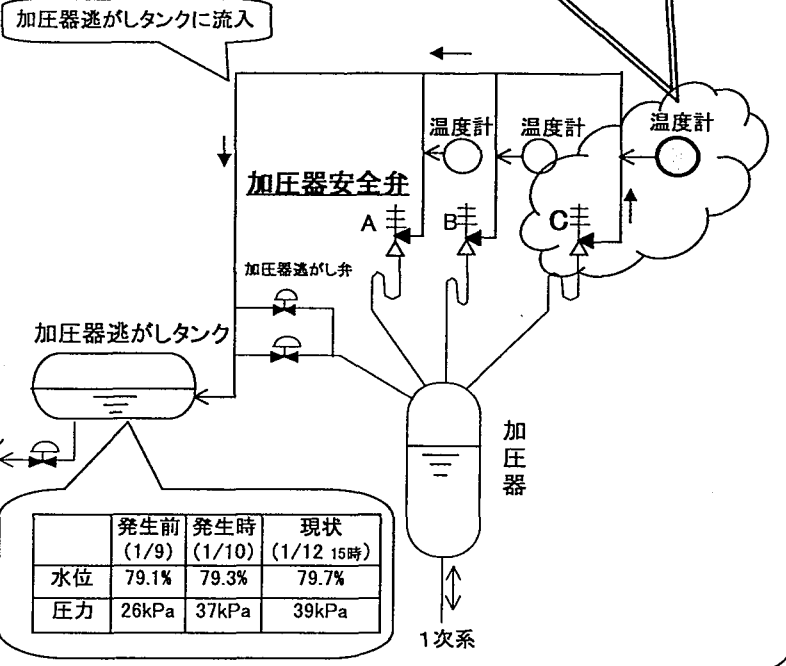 加圧器逃がしタンクに流入
温度計
温度計
温度計
加圧器安全弁
A
B
C
加圧器逃がし弁
加圧器逃がしタンク
加圧器
発生前 発生時 現状
(1/9) (1/10) (1/12 15時)
水位 79.1% 79.3% 79.7%
圧力 26kPa 37kPa 39kPa
1次系